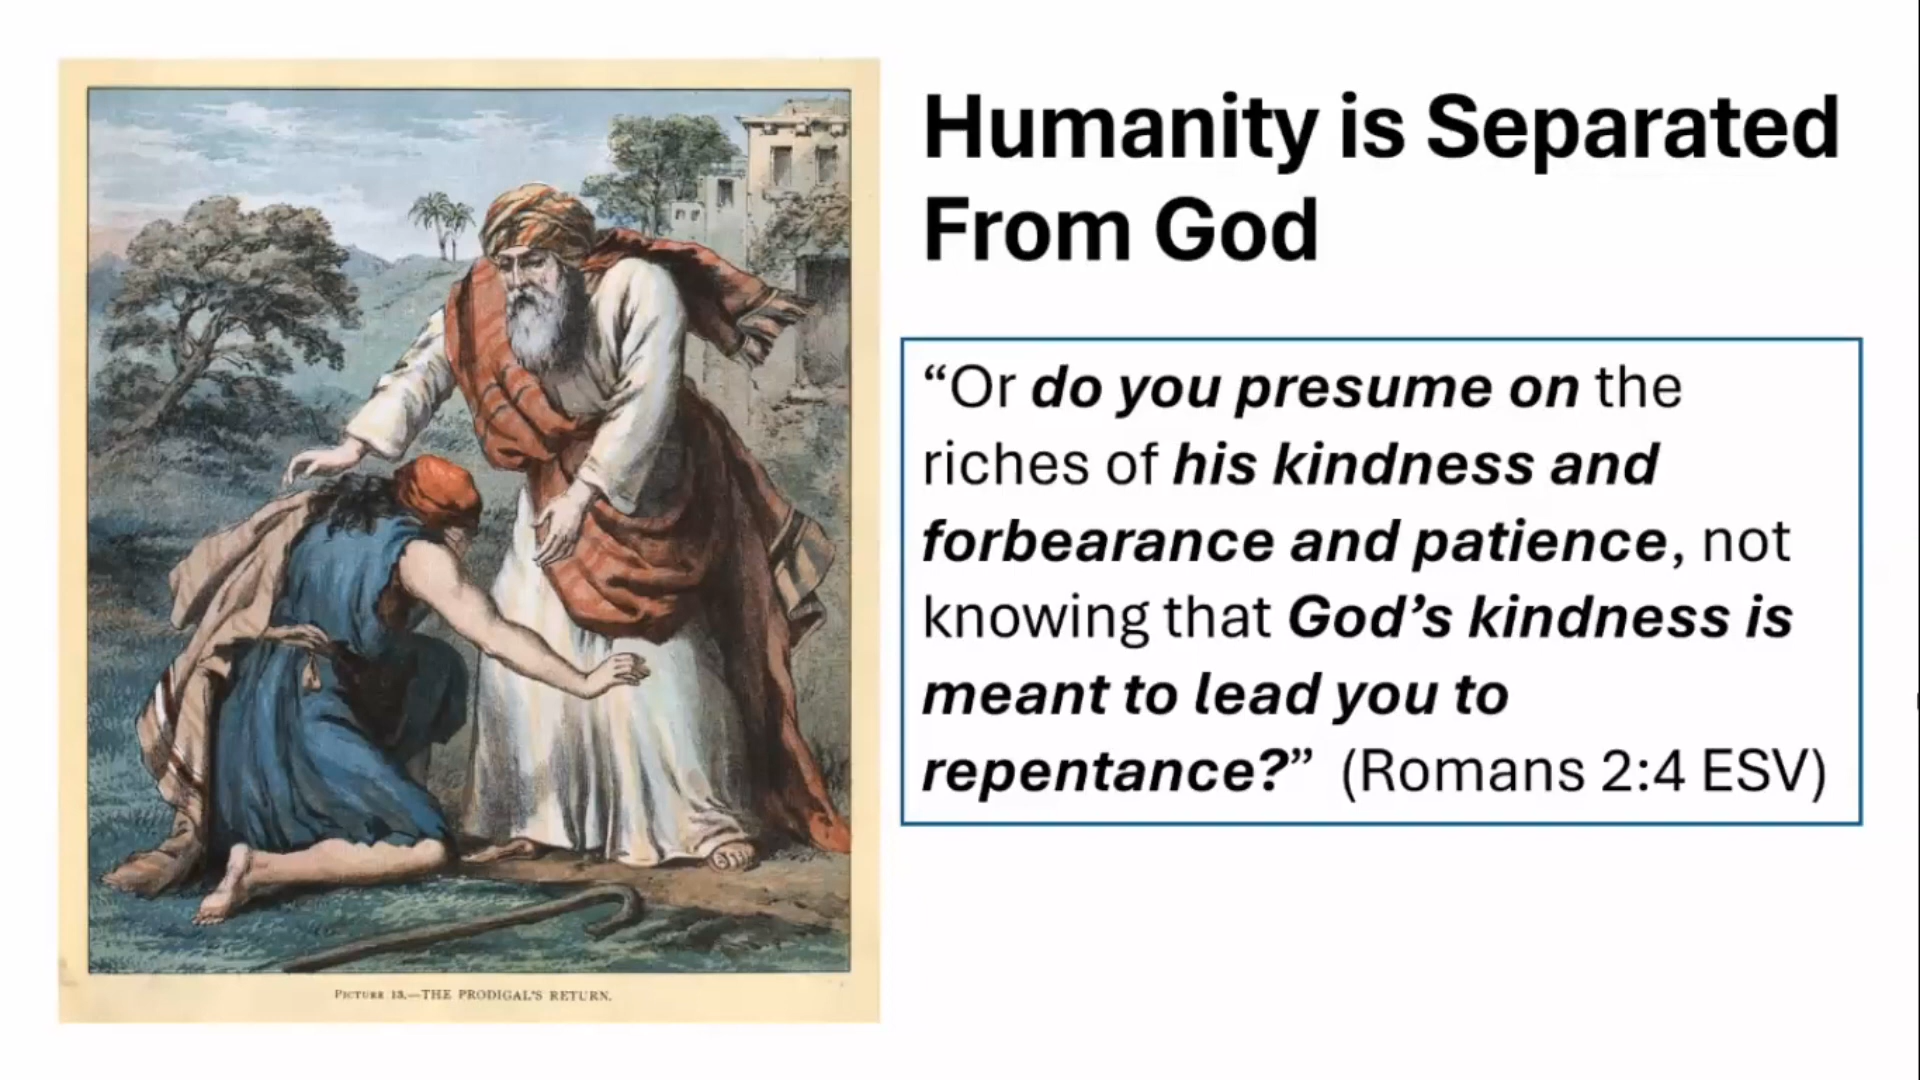 Humanity is Separated
From God
“Or do you presume on the
riches of his kindness and
forbearance and patience, not
knowing that God’s kindness is
meant to lead you to
repentance?” (Romans 2:4 ESV)
Picture 13.—THE PRODIGAL'S RETURN.